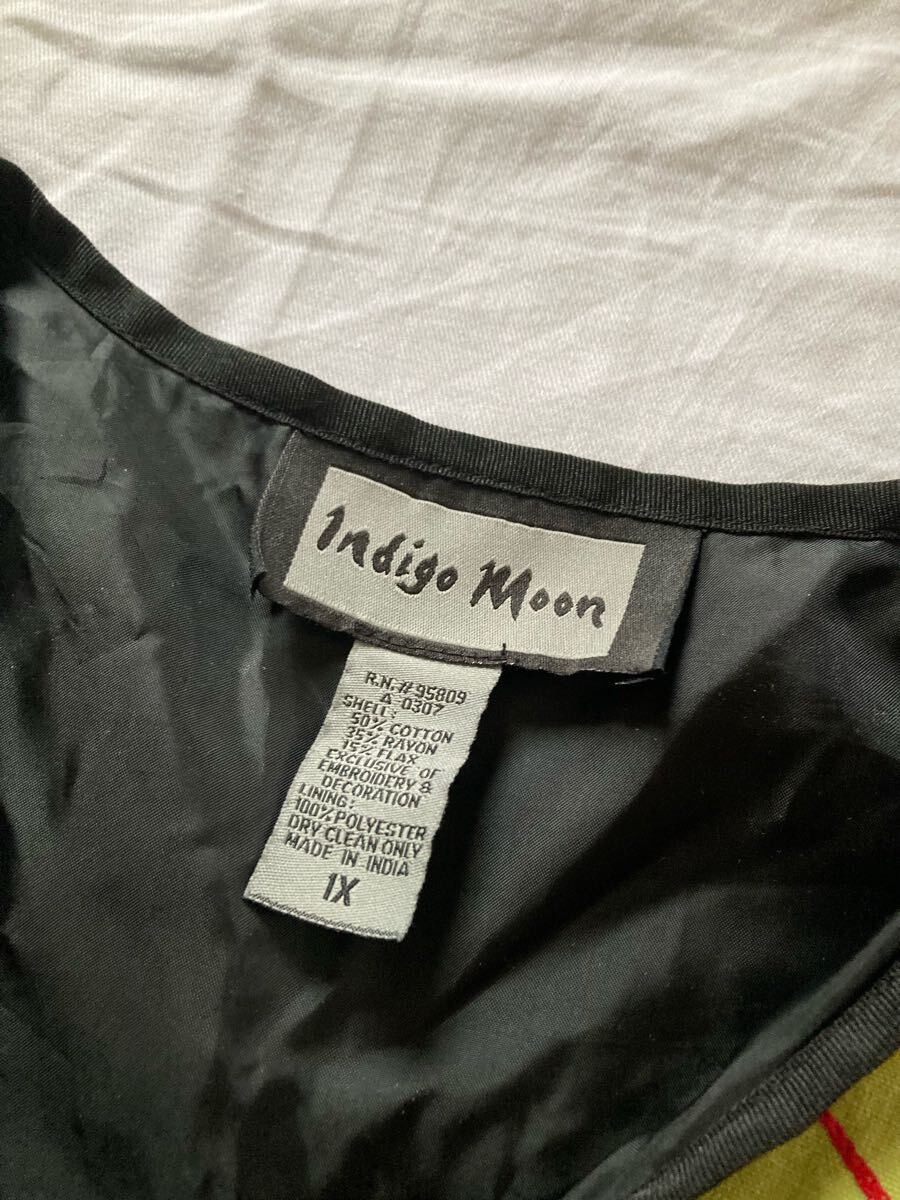 Indigo Moon
R.N.# 95809
A 0307
SHELL:
50% COTTON
35% RAYON
15% FLAX
EXCLUSIVE OF
EMBROIDERY &
DECORATION
LINING:
100% POLYESTER
DRY CLEAN ONLY
MADE IN INDIA
1X